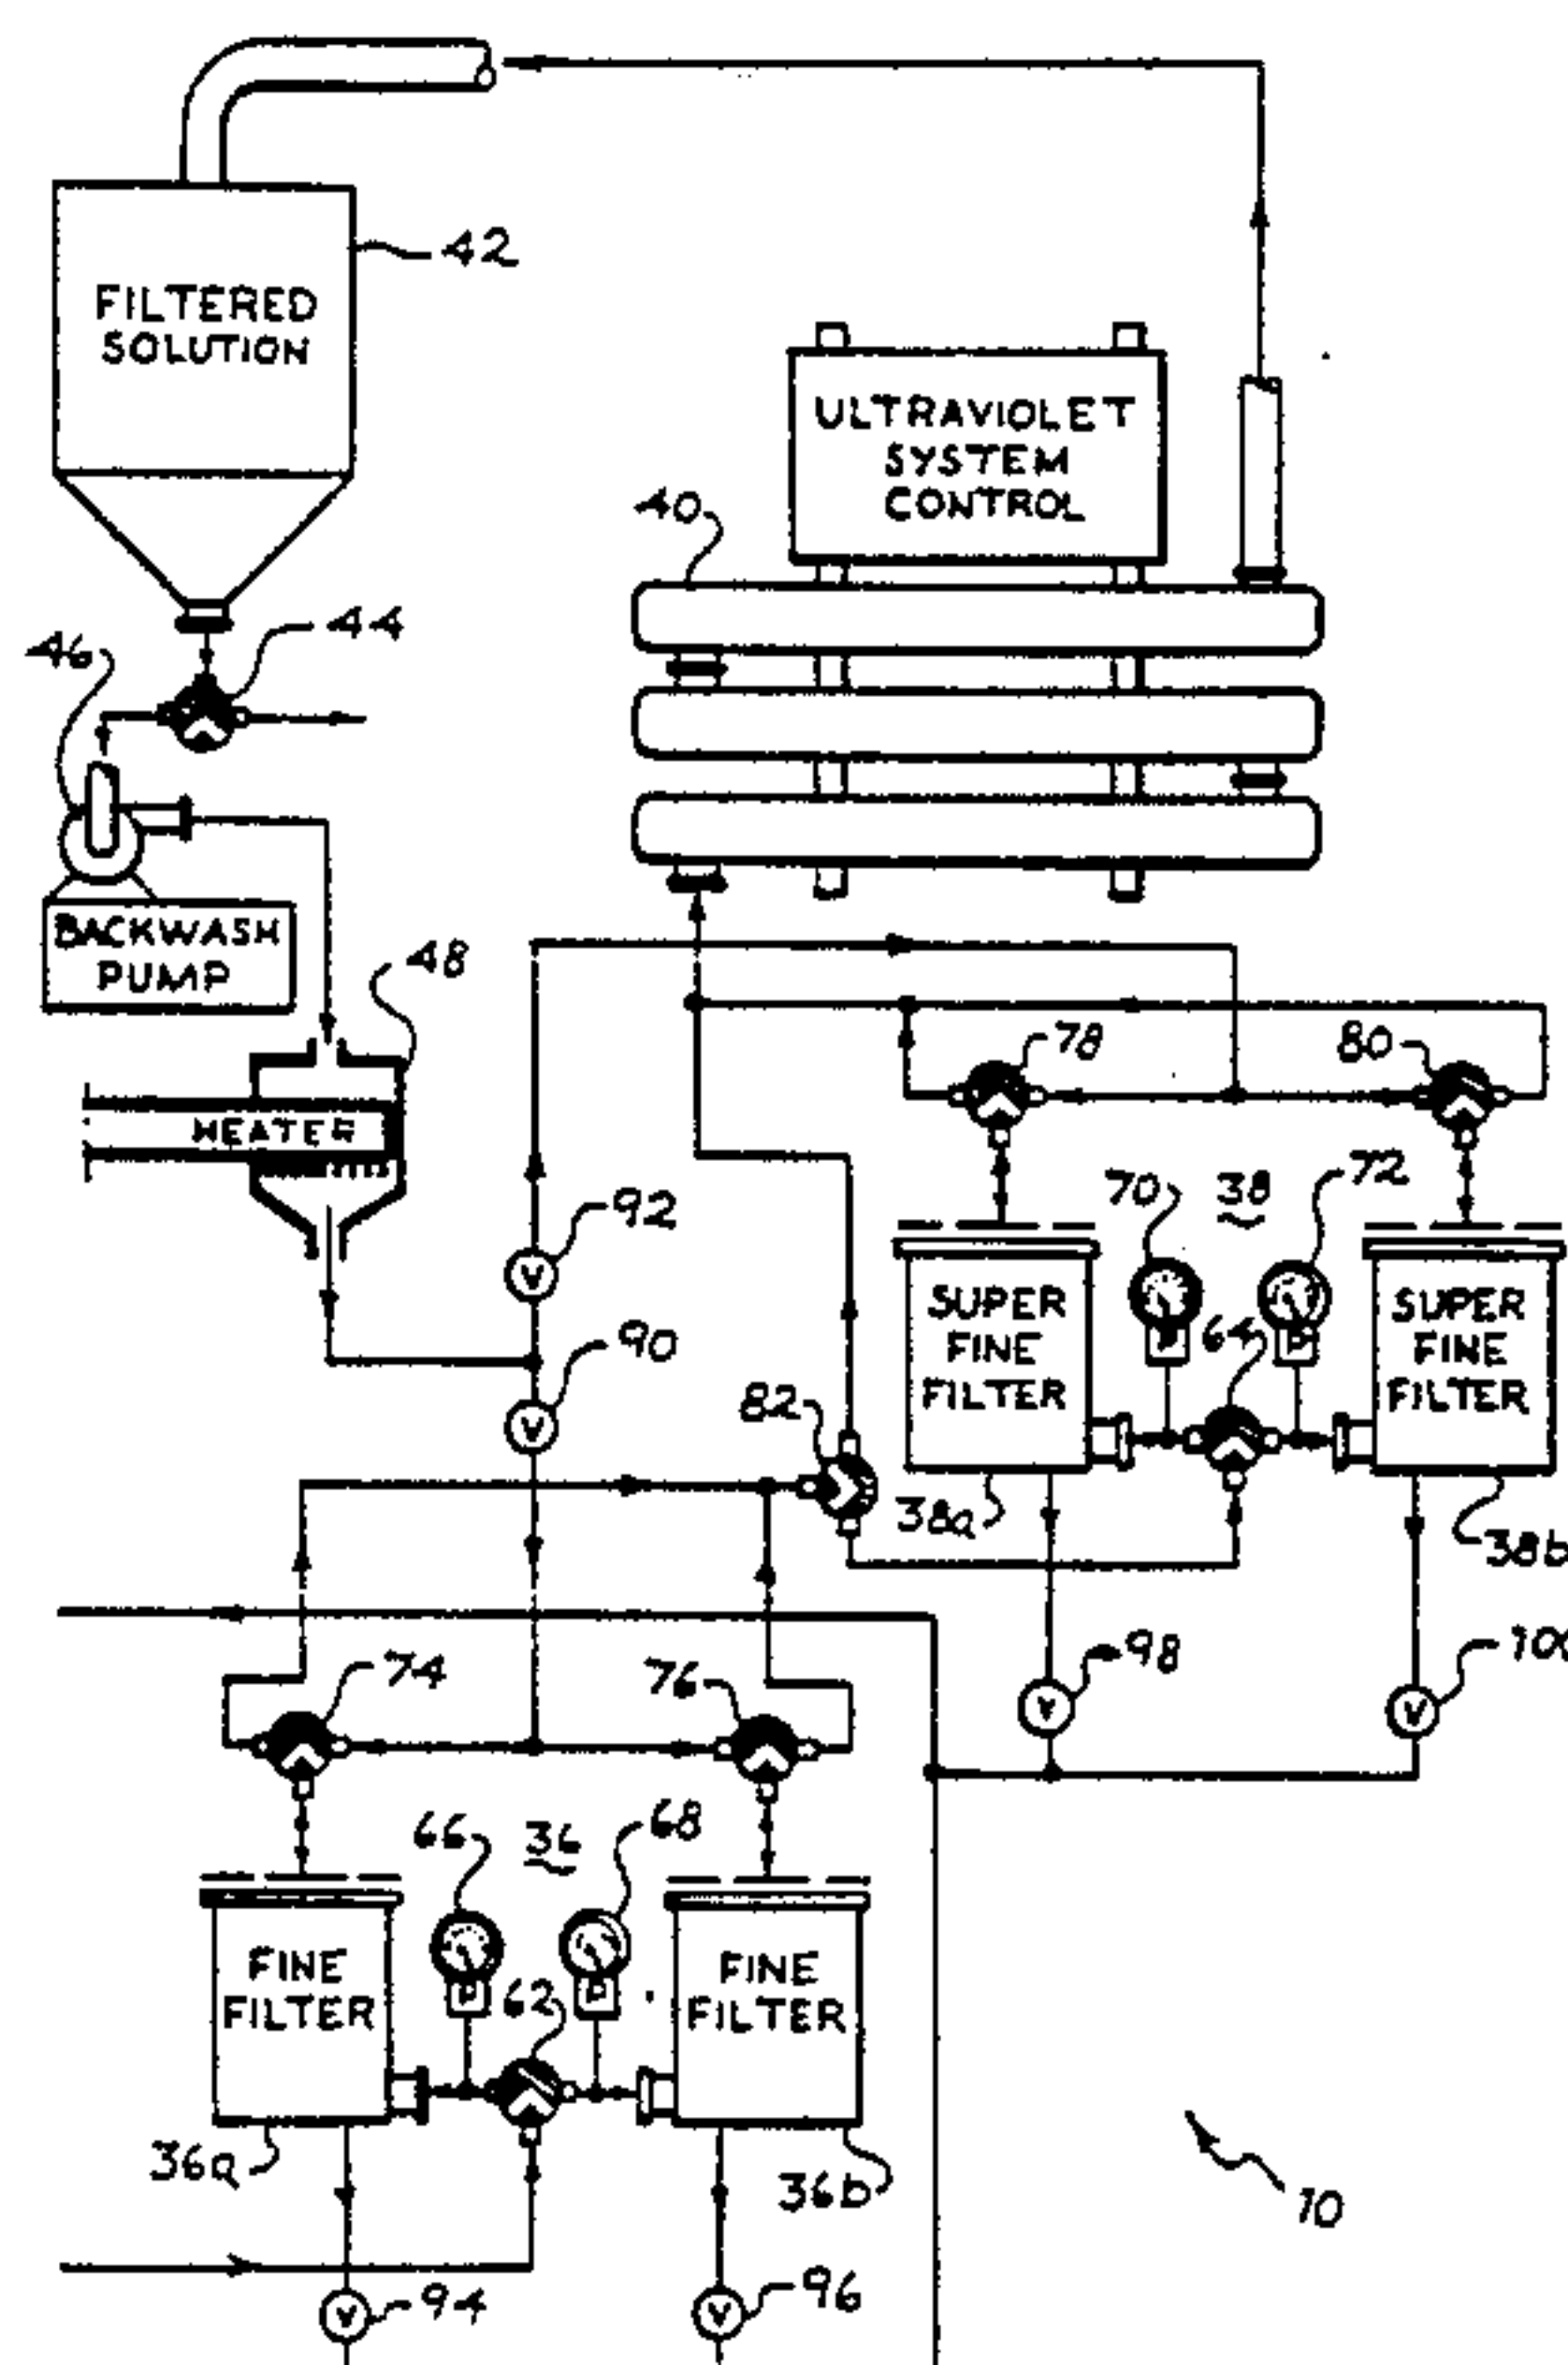 42
FILTERED
SOLUTION
ULTRAVIOLET
SYSTEM
CONTROL
40
44
46
BACKWASH
PUMP
48
HEATER
78
80
92
70
38
72
SUPER
FINE
FILTER
64
SUPER
FINE
FILTER
V
P
P
90
V
82
38a
38b
98
V
V
74
76
66
36
68
FINE
FILTER
P
P
62
FINE
FILTER
36a
36b
10
V
94
V
96